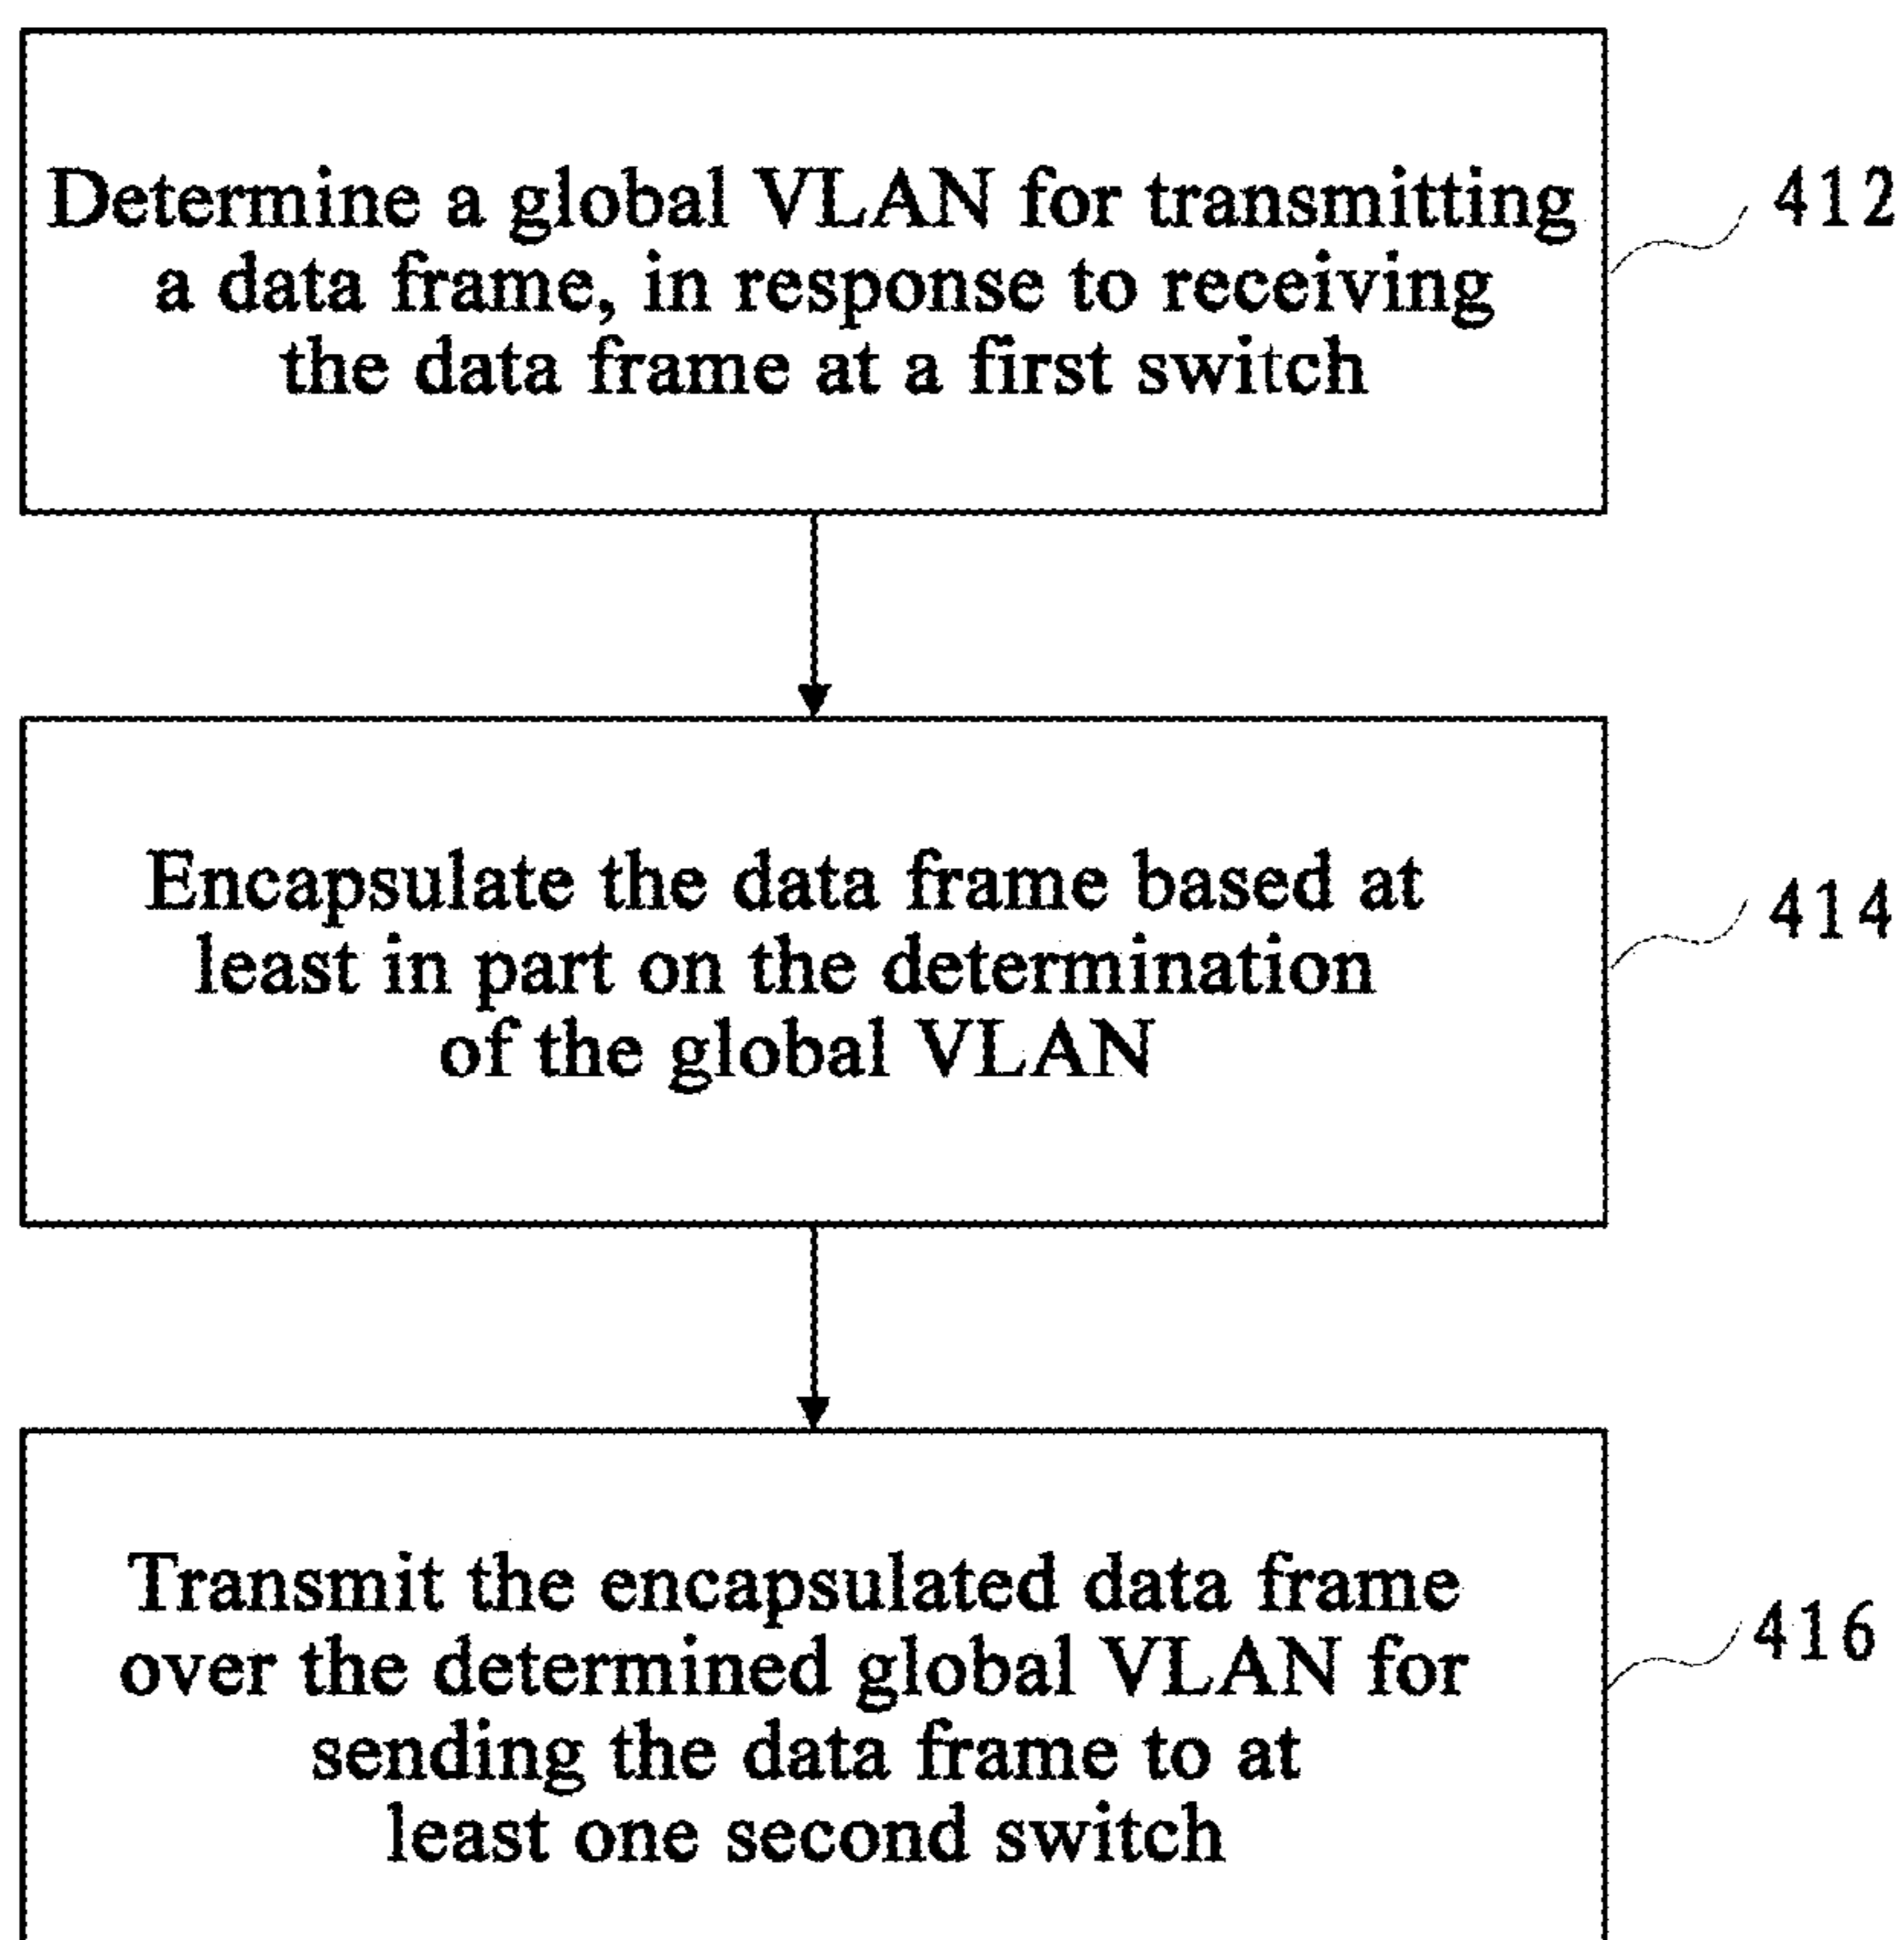 Determine a global VLAN for transmitting
a data frame, in response to receiving
the data frame at a first switch
412
Encapsulate the data frame based at
least in part on the determination
of the global VLAN
414
Transmit the encapsulated data frame
over the determined global VLAN for
sending the data frame to at
least one second switch
416